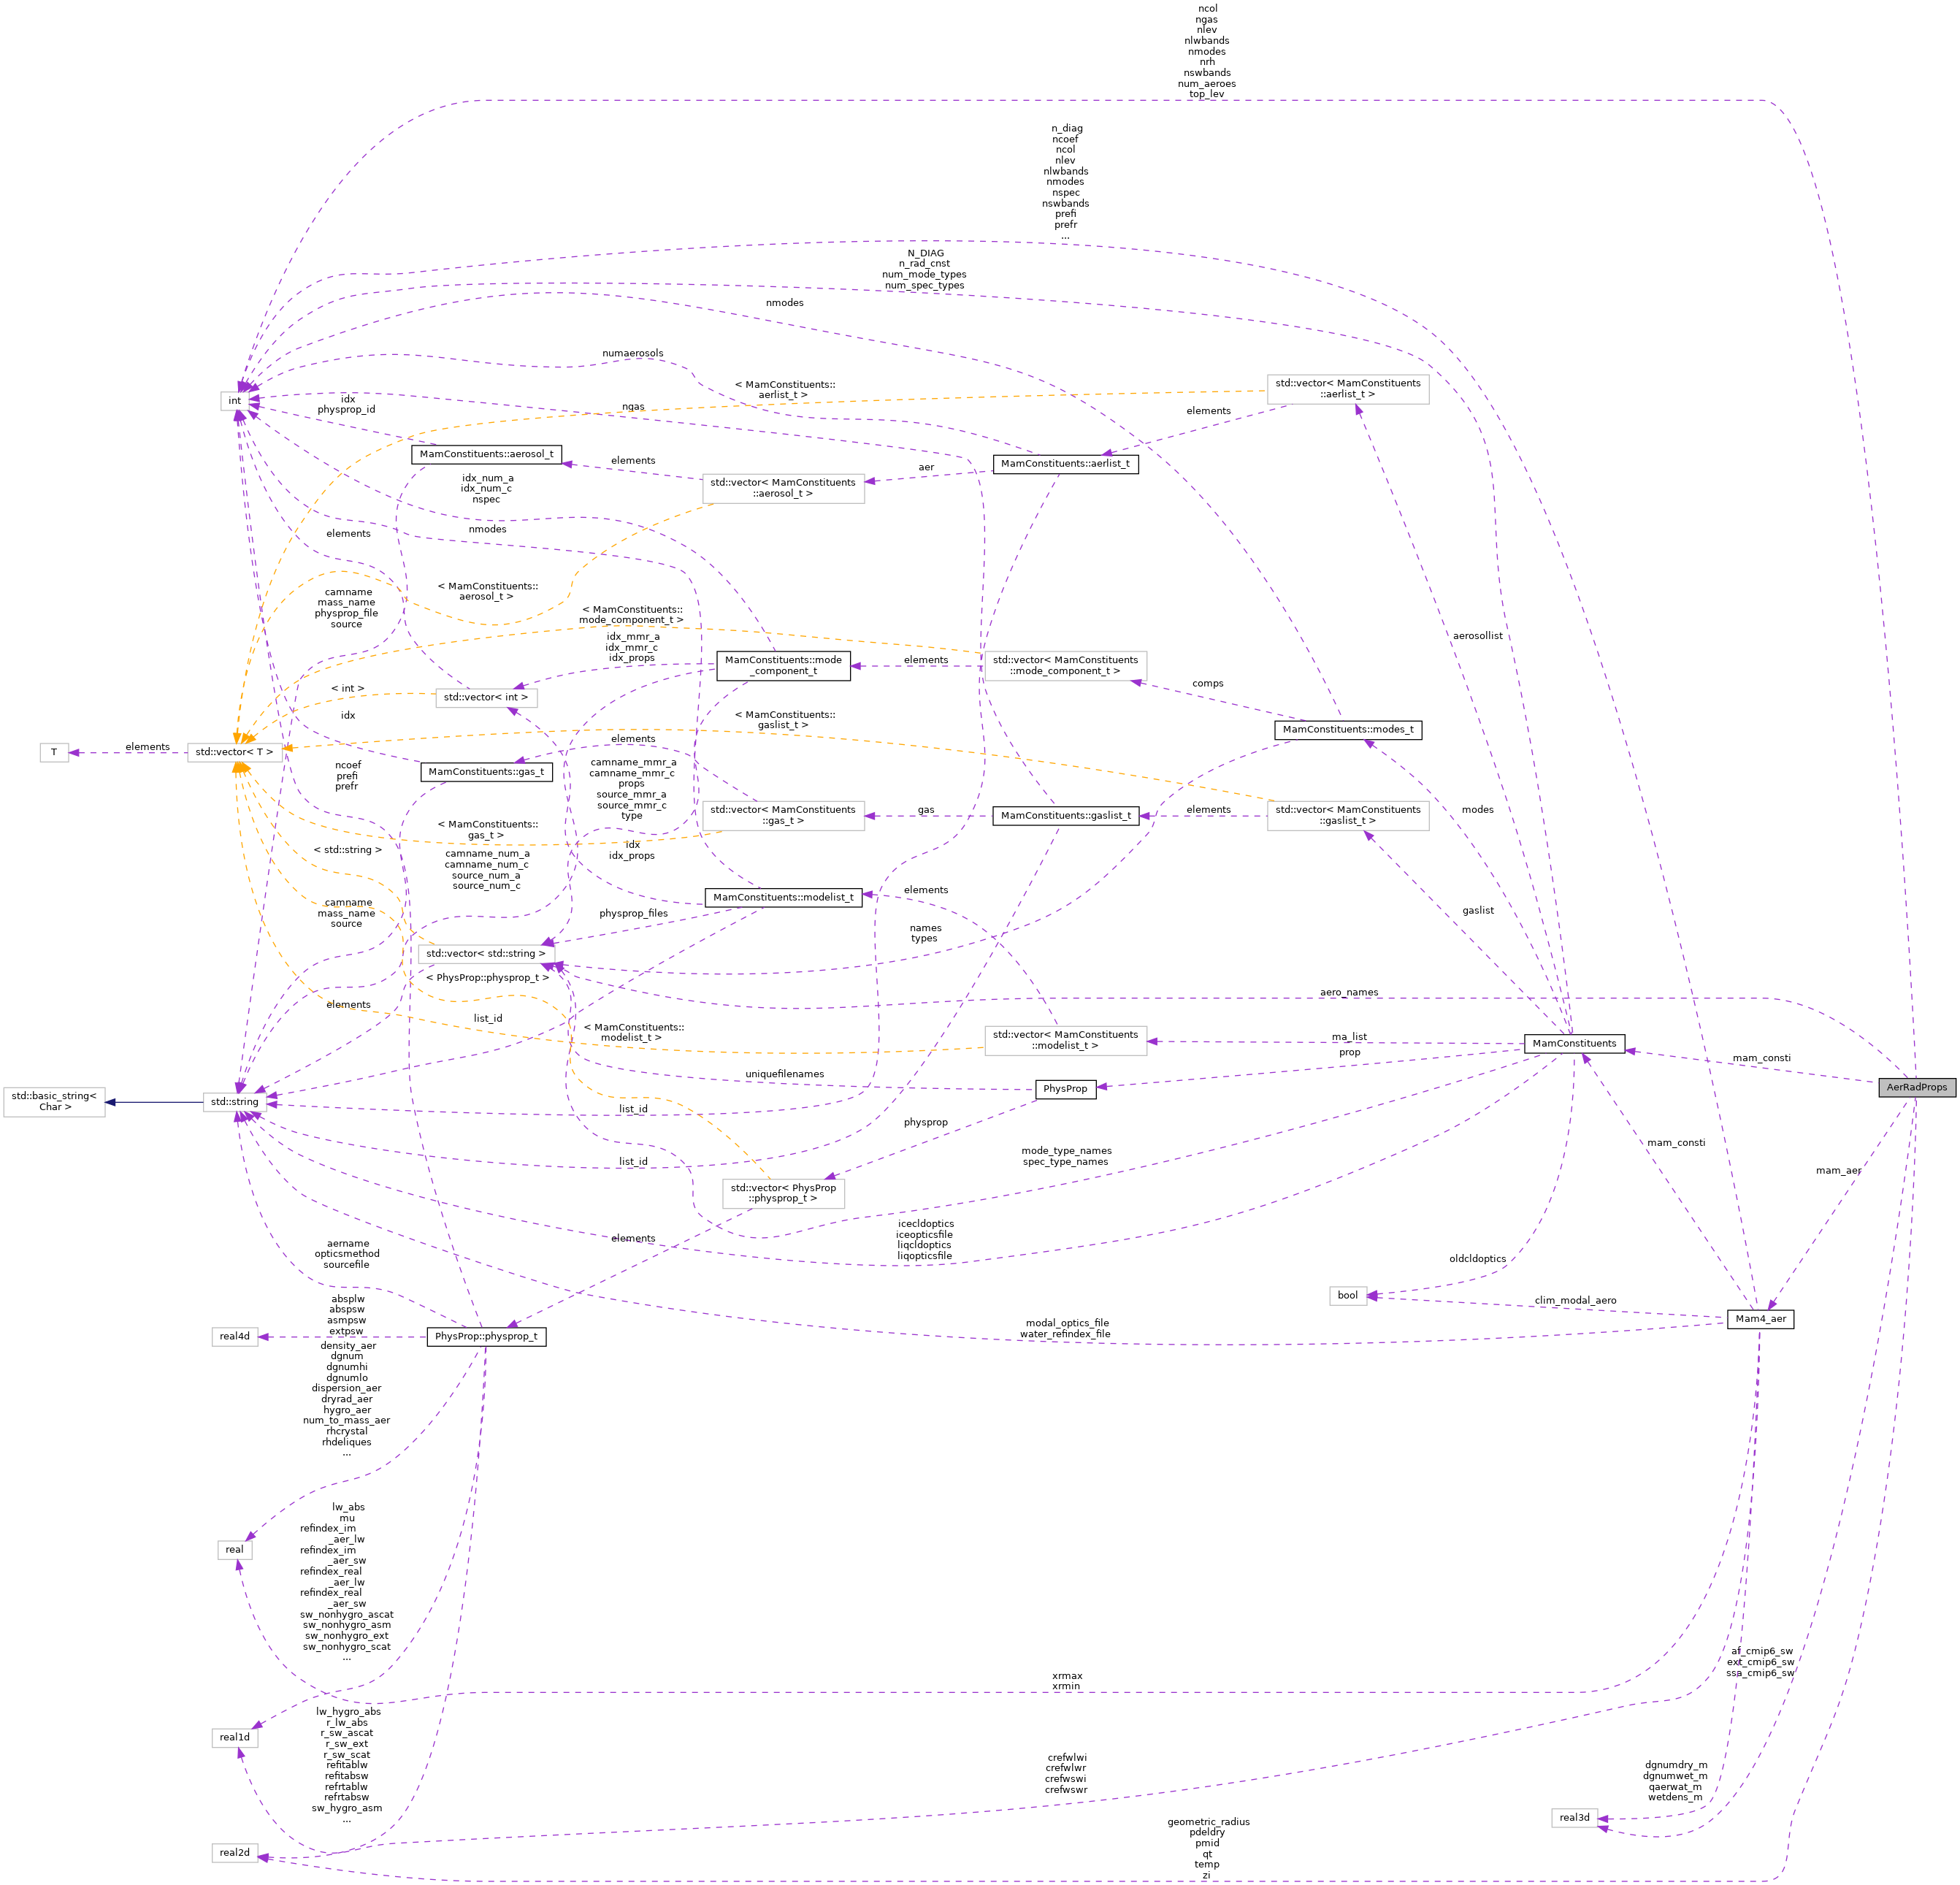 ncol
ngas
nlev
nlwbands
nmodes
nrh
nswbands
num_aeroes
top_lev
n_diag
ncoef
ncol
nlev
nlwbands
nmodes
nspec
nswbands
prefi
prefr
...
N_DIAG
n_rad_cnst
num_mode_types
num_spec_types
nmodes
numaerosols
< MamConstituents::
aerlist_t >
std::vector< MamConstituents
::aerlist_t >
int
idx
physprop_id
ngas
elements
MamConstituents::aerosol_t
elements
aer
MamConstituents::aerlist_t
std::vector< MamConstituents
::aerosol_t >
idx_num_a
idx_num_c
nspec
nmodes
elements
camname
mass_name
physprop_file
source
< MamConstituents::
aerosol_t >
< MamConstituents::
mode_component_t >
idx_mmr_a
idx_mmr_c
idx_props
MamConstituents::mode
_component_t
elements
std::vector< MamConstituents
::mode_component_t >
aerosollist
comps
< int >
std::vector< int >
idx
< MamConstituents::
gaslist_t >
MamConstituents::modes_t
T
elements
std::vector< T >
elements
ncoef
prefi
prefr
MamConstituents::gas_t
camname_mmr_a
camname_mmr_c
props
source_mmr_a
source_mmr_c
type
std::vector< MamConstituents
::gas_t >
gas
MamConstituents::gaslist_t
elements
std::vector< MamConstituents
::gaslist_t >
modes
< MamConstituents::
gas_t >
< std::string >
idx
idx_props
camname_num_a
camname_num_c
source_num_a
source_num_c
MamConstituents::modelist_t
elements
gaslist
camname
mass_name
source
physprop_files
names
types
std::vector< std::string >
< PhysProp::physprop_t >
aero_names
elements
list_id
< MamConstituents::
modelist_t >
std::vector< MamConstituents
::modelist_t >
ma_list
prop
MamConstituents
mam_consti
AerRadProps
uniquefilenames
PhysProp
std::basic_string<
Char >
std::string
list_id
physprop
mode_type_names
spec_type_names
mam_consti
list_id
mam_aer
std::vector< PhysProp
::physprop_t >
icecldoptics
iceopticsfile
liqcldoptics
liqopticsfile
elements
aername
opticsmethod
sourcefile
oldcldoptics
bool
clim_modal_aero
absplw
abspsw
asmpsw
extpsw
real4d
PhysProp::physprop_t
modal_optics_file
water_refindex_file
Mam4_aer
density_aer
dgnum
dgnumhi
dgnumlo
dispersion_aer
dryrad_aer
hygro_aer
num_to_mass_aer
rhcrystal
rhdeliques
...
real
lw_abs
mu
refindex_im
_aer_lw
refindex_im
_aer_sw
refindex_real
_aer_lw
refindex_real
_aer_sw
sw_nonhygro_ascat
sw_nonhygro_asm
sw_nonhygro_ext
sw_nonhygro_scat
...
xrmax
xrmin
af_cmip6_sw
ext_cmip6_sw
ssa_cmip6_sw
real1d
lw_hygro_abs
r_lw_abs
r_sw_ascat
r_sw_ext
r_sw_scat
refitablw
refitabsw
refrtablw
refrtabsw
sw_hygro_asm
...
crefwlwi
crefwlwr
crefwswi
crefwswr
dgnumdry_m
dgnumwet_m
qaerwat_m
wetdens_m
real3d
real2d
geometric_radius
pdeldry
pmid
qt
temp
zi